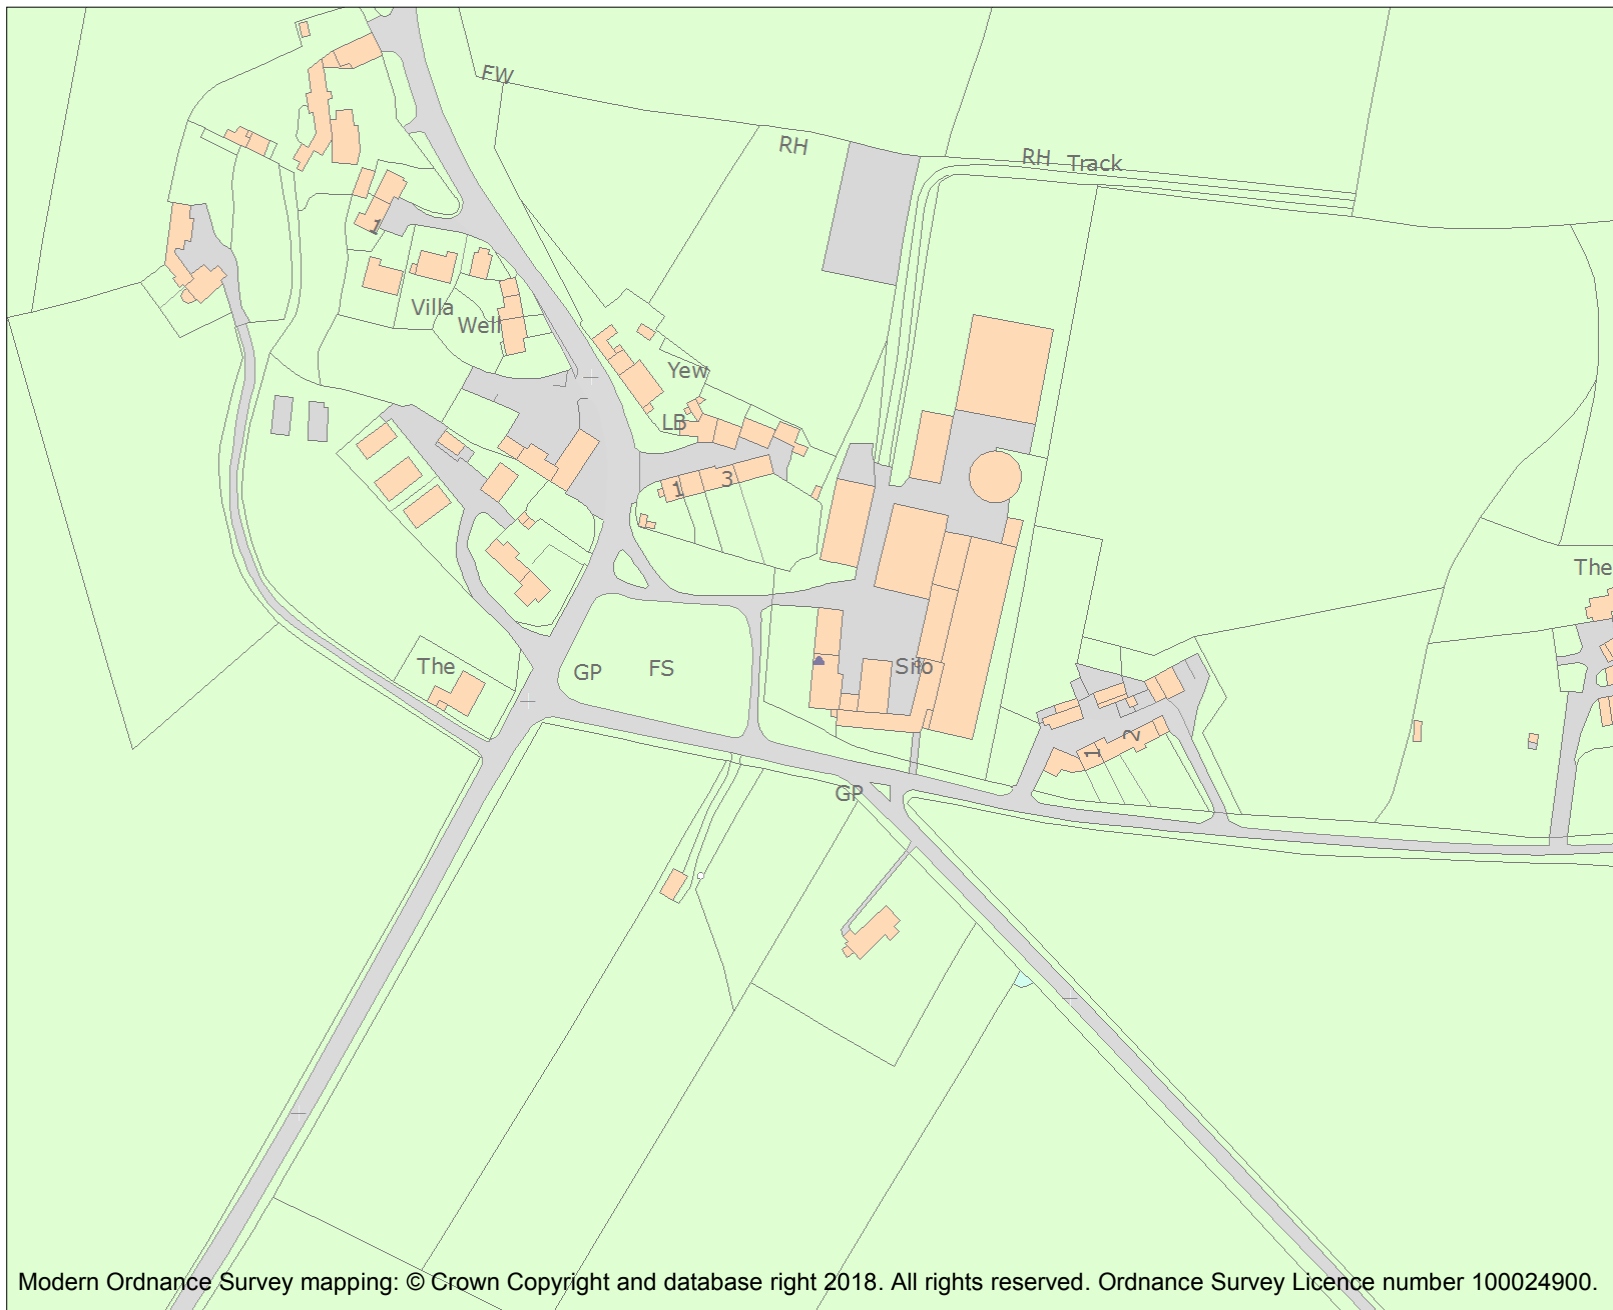 FW
RH
RH Track
1
Villa
Well
Yew
LB
1 3
The
The
GP
FS
Silo
1 2
GP
Modern Ordnance Survey mapping: © Crown Copyright and database right 2018. All rights reserved. Ordnance Survey Licence number 100024900.